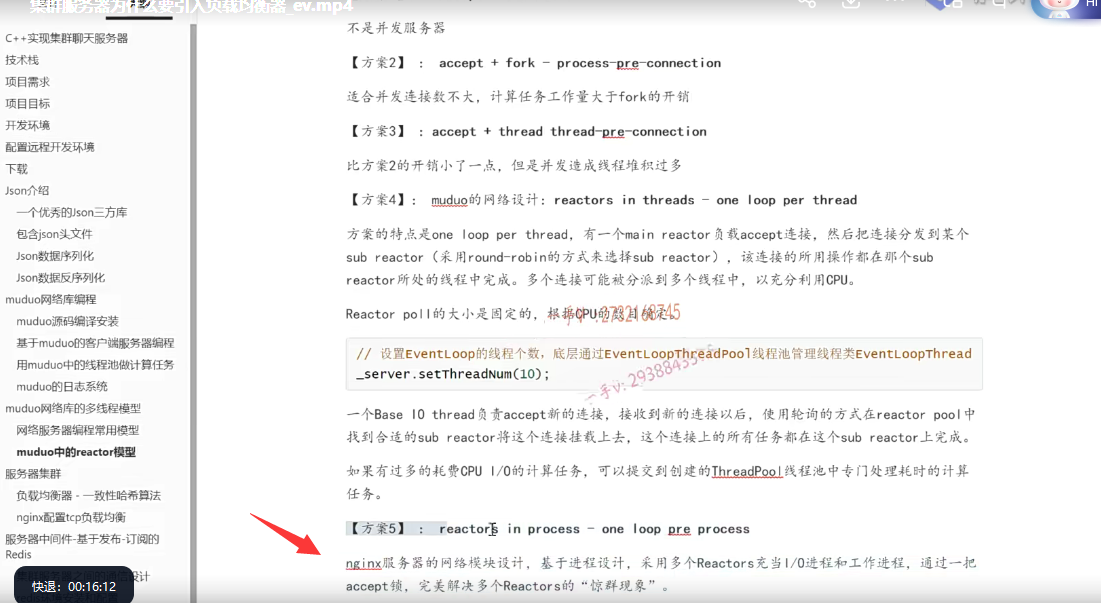 集群服务器为什么要引入负载均衡器_ev.mp4
C++实现集群聊天服务器
技术栈
项目需求
项目目标
开发环境
配置远程开发环境
下载
Json介绍
一个优秀的Json三方库
包含json头文件
Json数据序列化
Json数据反序列化
muduo网络库编程
muduo源码编译安装
基于muduo的客户端服务器编程
用muduo中的线程池做计算任务
muduo的日志系统
muduo网络库的多线程模型
网络服务器编程常用模型
muduo中的reactor模型
服务器集群
负载均衡器 - 一致性哈希算法
nginx配置tcp负载均衡
服务器中间件-基于发布-订阅的
Redis
快退：00:16:12
不是并发服务器
【方案2】 ： accept + fork - process-pre-connection
适合并发连接数不大，计算任务工作量大于fork的开销
【方案3】 ：accept + thread thread-pre-connection
比方案2的开销小了一点，但是并发造成线程堆积过多
【方案4】： muduo的网络设计：reactors in threads - one loop per thread
方案的特点是one loop per thread，有一个main reactor负载accept连接，然后把连接分发到某个
sub reactor（采用round-robin的方式来选择sub reactor），该连接的所用操作都在那个sub
reactor所处的线程中完成。多个连接可能被分派到多个线程中，以充分利用CPU。
Reactor poll的大小是固定的，根据CPU的数目确定。
// 设置EventLoop的线程个数，底层通过EventLoopThreadPool线程池管理线程类EventLoopThread
_server.setThreadNum(10);
一个Base IO thread负责accept新的连接，接收到新的连接以后，使用轮询的方式在reactor pool中
找到合适的sub reactor将这个连接挂载上去，这个连接上的所有任务都在这个sub reactor上完成。
如果有过多的耗费CPU I/O的计算任务，可以提交到创建的ThreadPool线程池中专门处理耗时的计算
任务。
【方案5】 ： reactors in process - one loop pre process
nginx服务器的网络模块设计，基于进程设计，采用多个Reactors充当I/O进程和工作进程，通过一把
accept锁，完美解决多个Reactors的“惊群现象”。